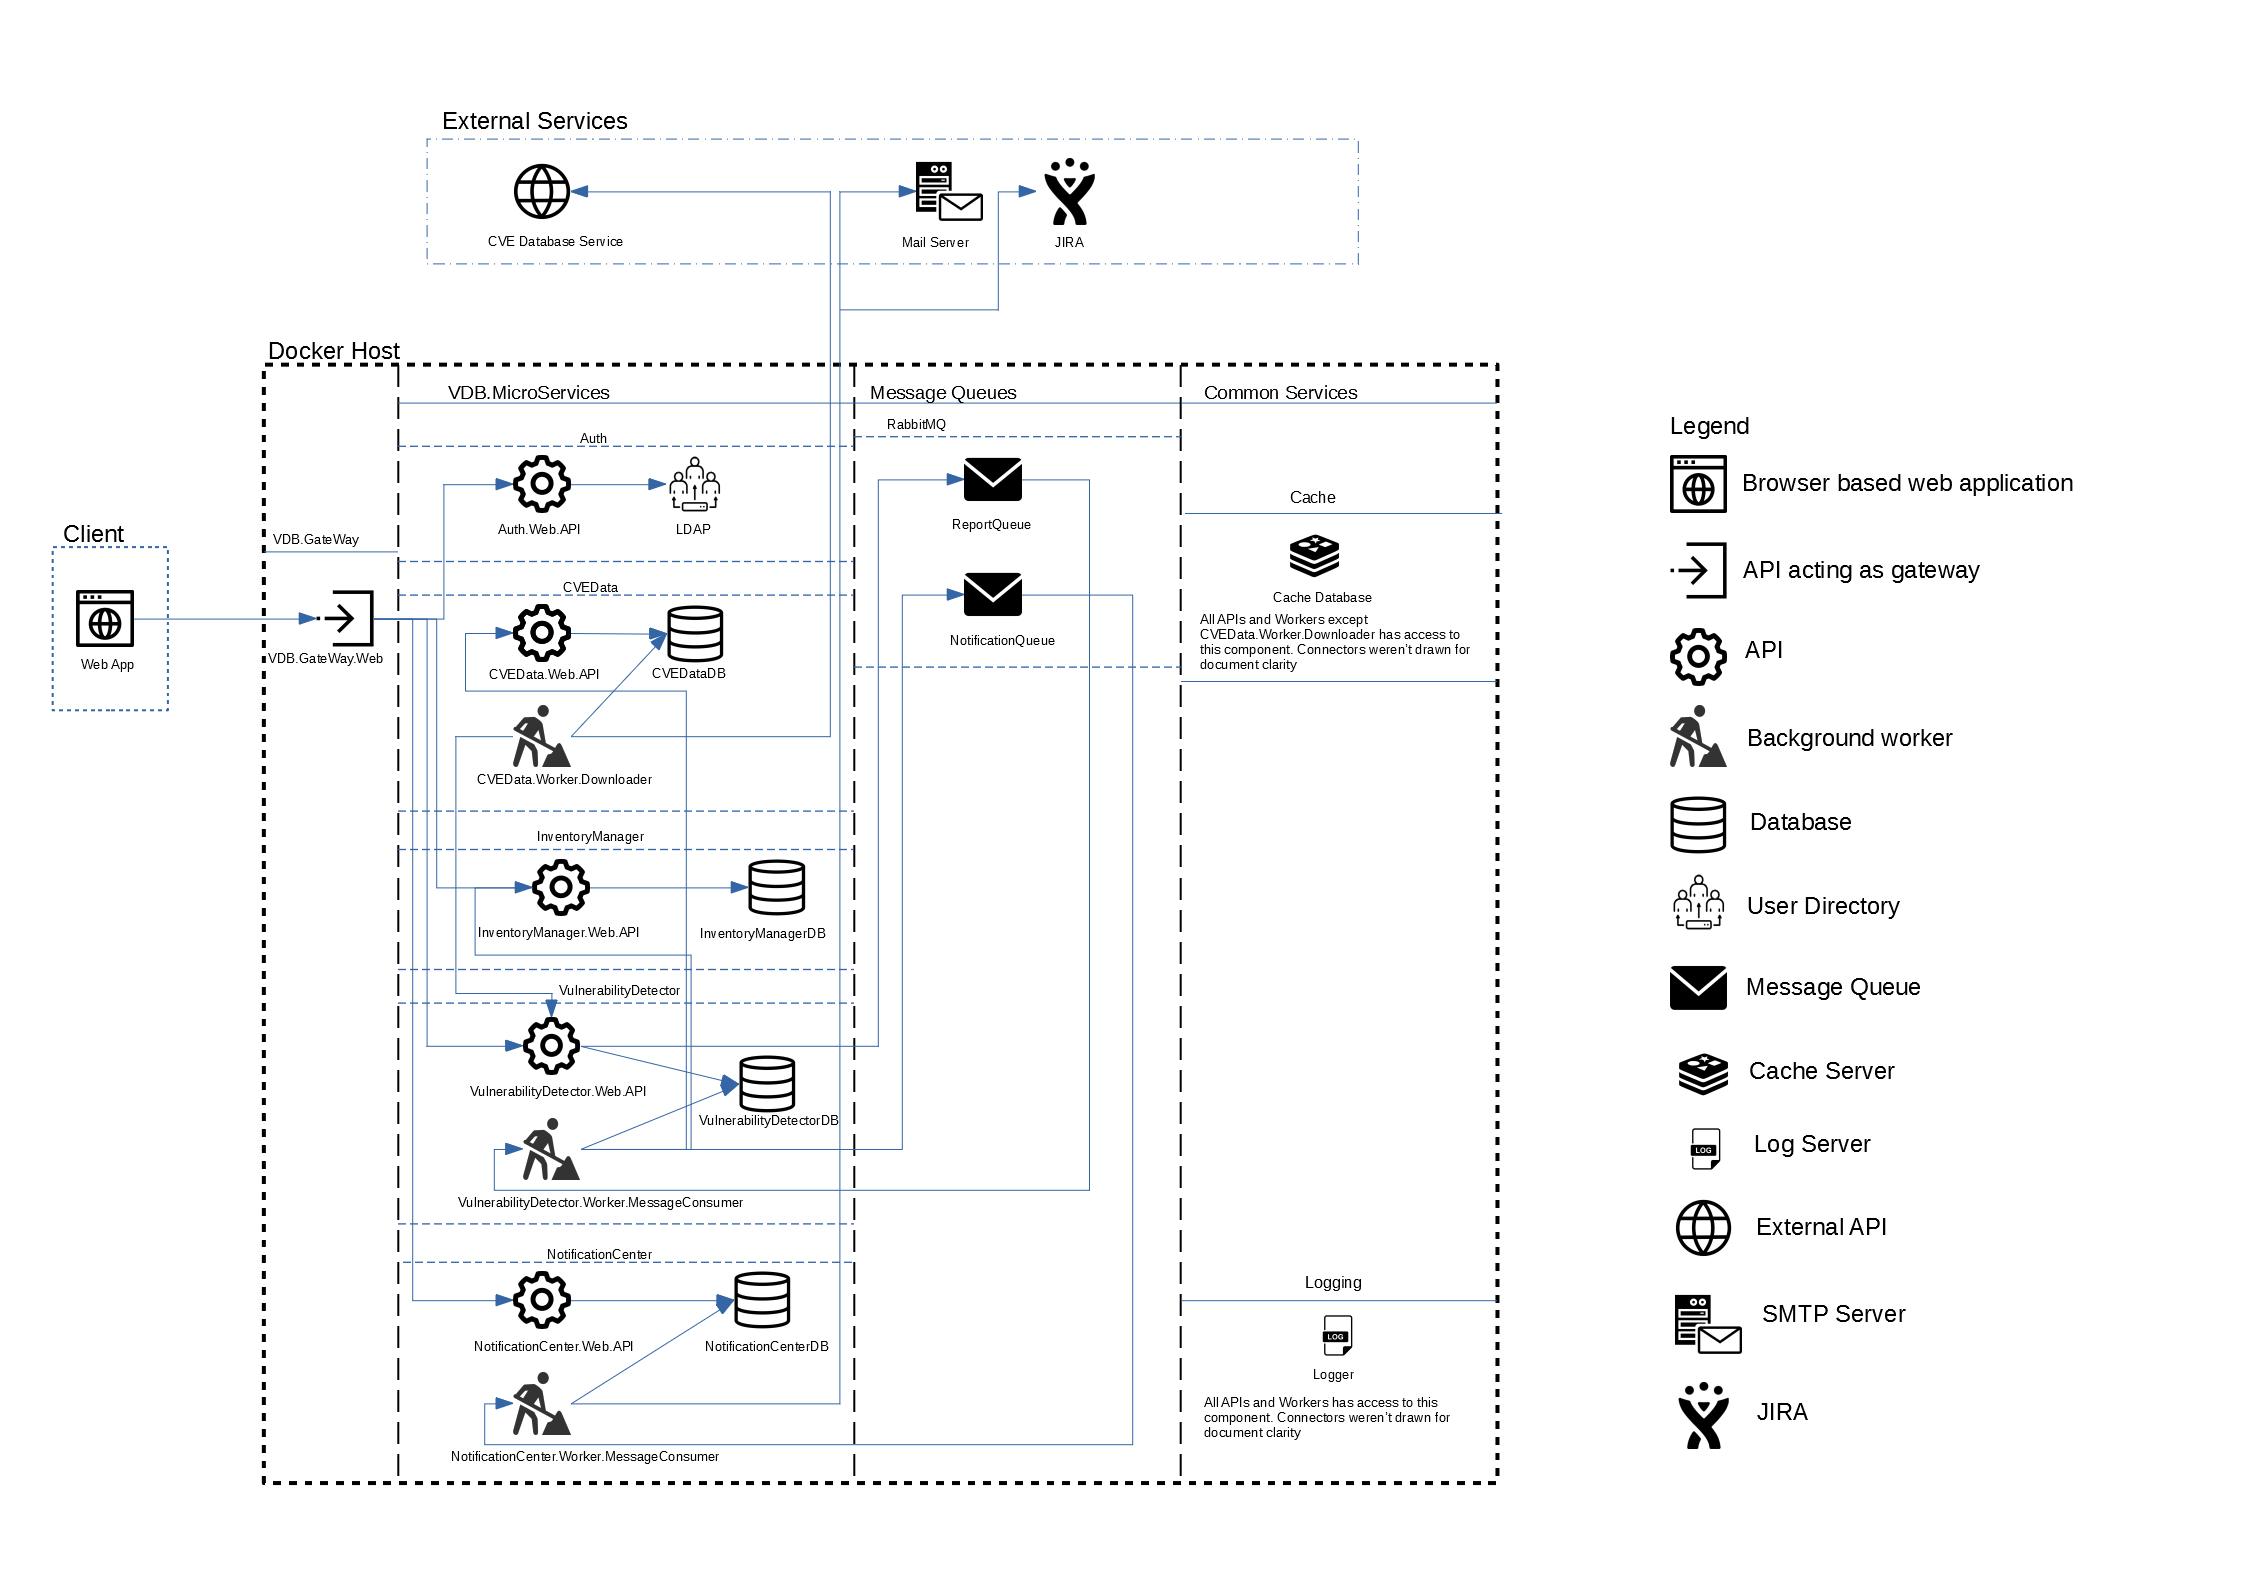 External Services
CVE Database Service
Mail Server
JIRA
Docker Host
VDB.MicroServices
Message Queues
Common Services
RabbitMQ
Auth
Auth.Web.API
LDAP
ReportQueue
Cache
Client
VDB.GateWay
Web App
VDB.GateWay.Web
CVEData
CVEData.Web.API
CVEDataDB
NotificationQueue
Cache Database
All APIs and Workers except
CVEData.Worker.Downloader has access to
this component. Connectors weren't drawn for
document clarity
CVEData.Worker.Downloader
InventoryManager
InventoryManager.Web.API
InventoryManagerDB
VulnerabilityDetector
VulnerabilityDetector.Web.API
VulnerabilityDetectorDB
VulnerabilityDetector.Worker.MessageConsumer
NotificationCenter
NotificationCenter.Web.API
NotificationCenterDB
NotificationCenter.Worker.MessageConsumer
Logging
LOG
Logger
All APIs and Workers has access to this
component. Connectors weren't drawn for
document clarity
Legend
Browser based web application
API acting as gateway
API
Background worker
Database
User Directory
Message Queue
Cache Server
LOG
Log Server
External API
SMTP Server
JIRA